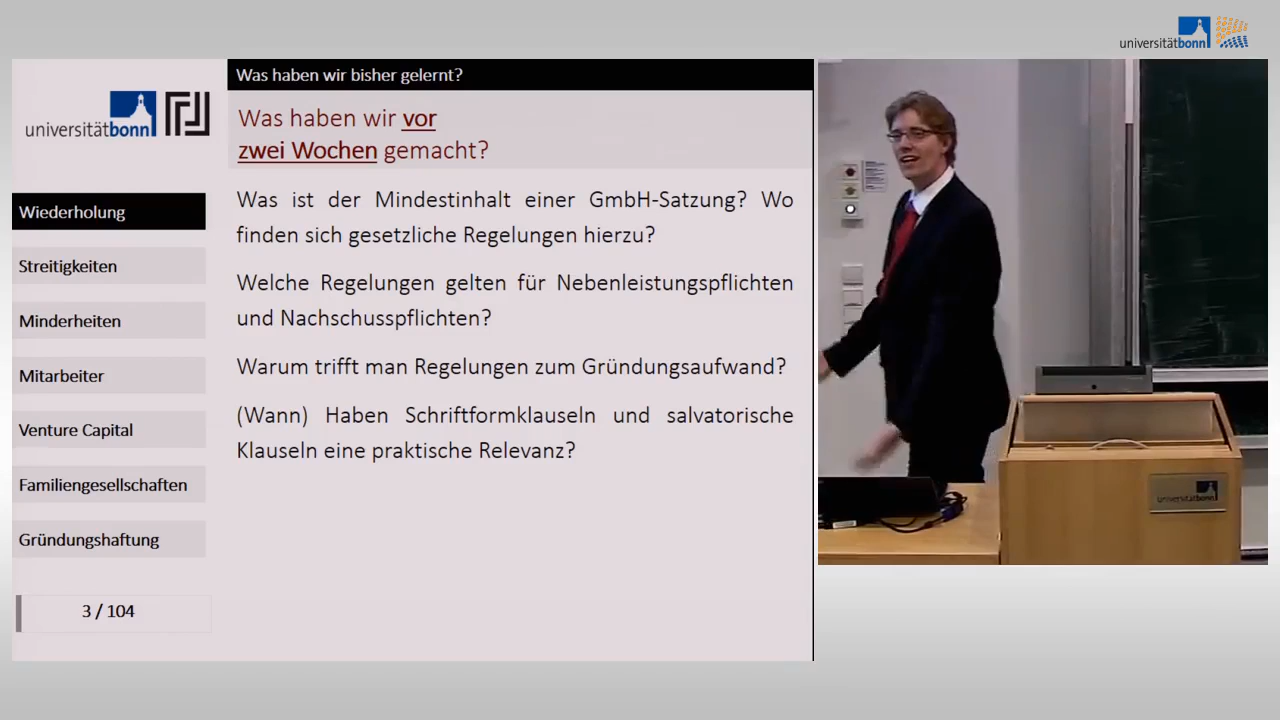 universitätbonn
Was haben wir bisher gelernt?
universitätbonn
Was haben wir vor
zwei Wochen gemacht?
Wiederholung
Streitigkeiten
Minderheiten
Mitarbeiter
Venture Capital
Familiengesellschaften
Gründungshaftung
3 / 104
Was ist der Mindestinhalt einer GmbH-Satzung? Wo
finden sich gesetzliche Regelungen hierzu?
Welche Regelungen gelten für Nebenleistungspflichten
und Nachschusspflichten?
Warum trifft man Regelungen zum Gründungsaufwand?
(Wann) Haben Schriftformklauseln und salvatorische
Klauseln eine praktische Relevanz?
universitätbonn